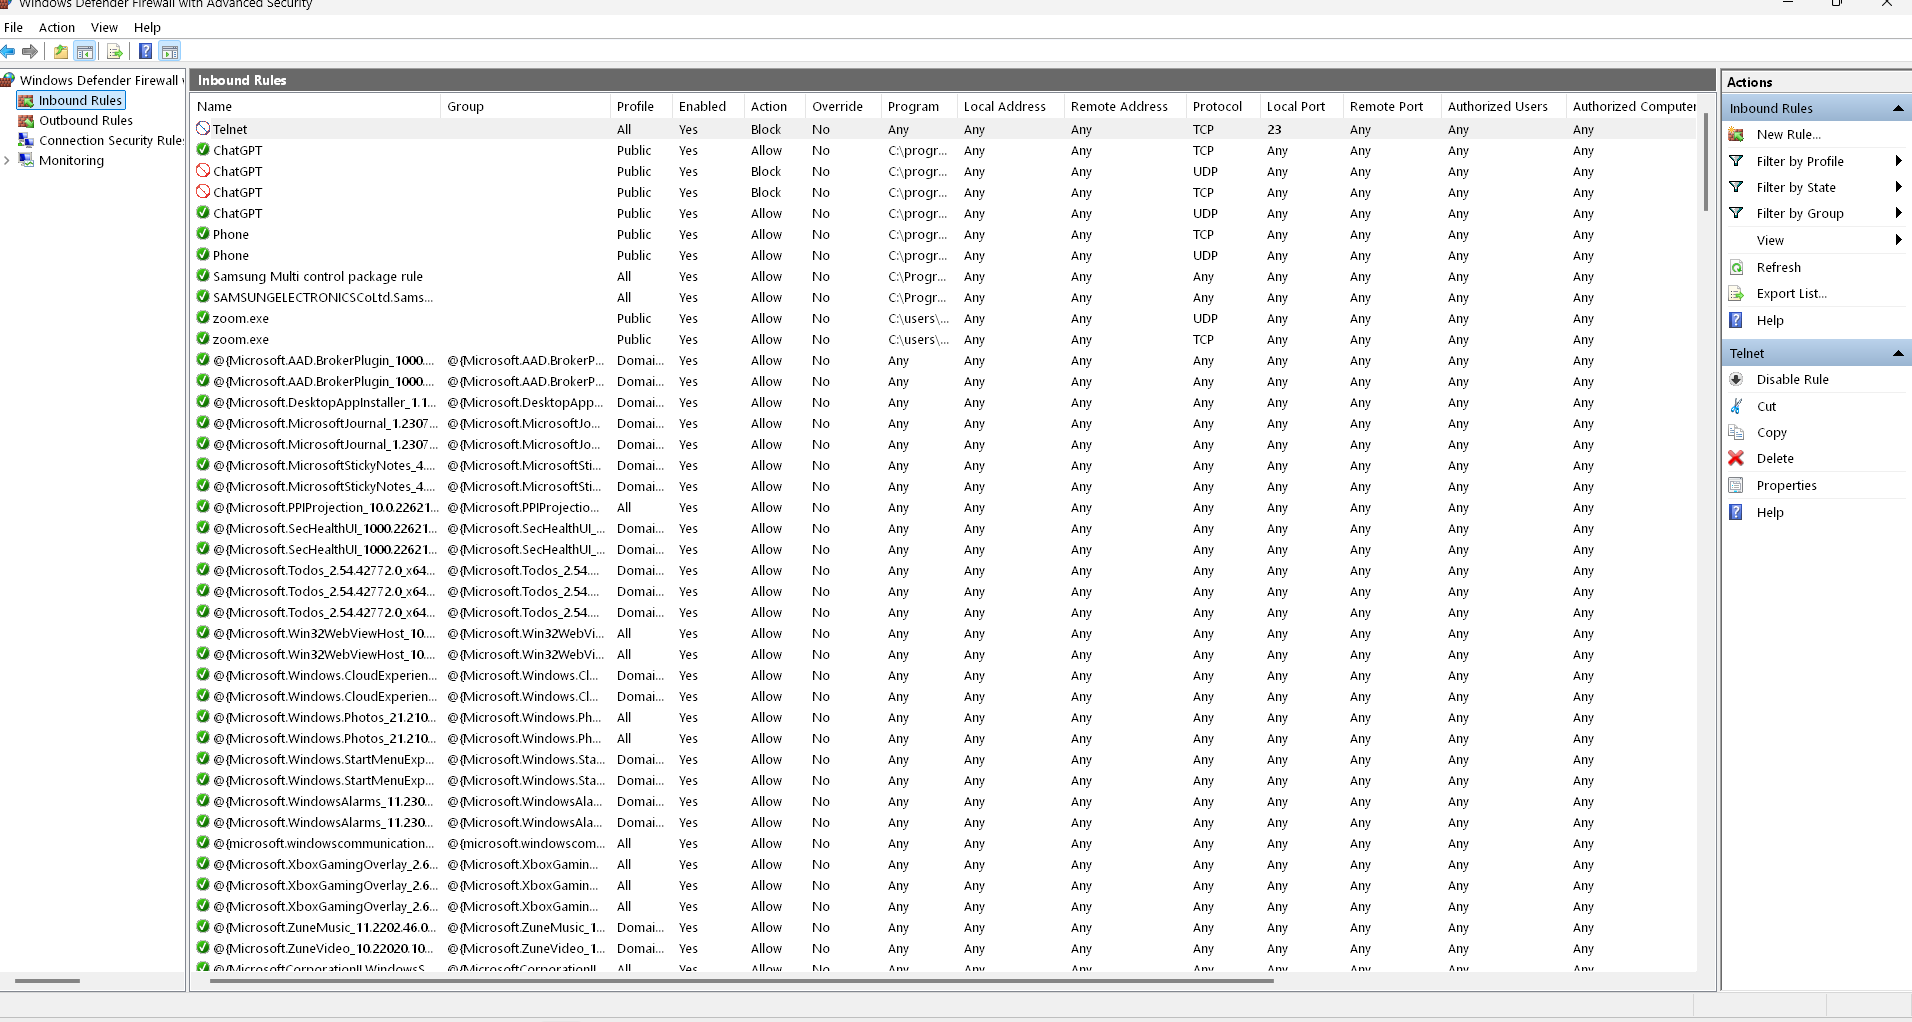 Windows Defender Firewall with Advanced Security
File Action View Help
Windows Defender Firewall
Inbound Rules
Outbound Rules
Connection Security Rules
Monitoring
Inbound Rules
Name Group Profile Enabled Action Override Program Local Address Remote Address Protocol Local Port Remote Port Authorized Users Authorized Computer
Telnet All Yes Block No Any Any Any TCP 23 Any Any Any
ChatGPT Public Yes Allow No C:\progr... Any Any TCP Any Any Any Any
ChatGPT Public Yes Block No C:\progr... Any Any UDP Any Any Any Any
ChatGPT Public Yes Block No C:\progr... Any Any TCP Any Any Any Any
ChatGPT Public Yes Allow No C:\progr... Any Any UDP Any Any Any Any
Phone Public Yes Allow No C:\progr... Any Any TCP Any Any Any Any
Phone Public Yes Allow No C:\progr... Any Any UDP Any Any Any Any
Samsung Multi control package rule All Yes Allow No C:\Progr... Any Any Any Any Any Any Any
SAMSUNGELECTRONICSCoLtd.Sams... All Yes Allow No C:\Progr... Any Any Any Any Any Any Any
zoom.exe Public Yes Allow No C:\users\... Any Any UDP Any Any Any Any
zoom.exe Public Yes Allow No C:\users\... Any Any TCP Any Any Any Any
@{Microsoft.AAD.BrokerPlugin_1000.... @{Microsoft.AAD.BrokerP... Domai... Yes Allow No Any Any Any Any Any Any Any Any
@{Microsoft.AAD.BrokerPlugin_1000.... @{Microsoft.AAD.BrokerP... Domai... Yes Allow No Any Any Any Any Any Any Any Any
@{Microsoft.DesktopAppInstaller_1.1... @{Microsoft.DesktopApp... Domai... Yes Allow No Any Any Any Any Any Any Any Any
@{Microsoft.MicrosoftJournal_1.2307... @{Microsoft.MicrosoftJo... Domai... Yes Allow No Any Any Any Any Any Any Any Any
@{Microsoft.MicrosoftJournal_1.2307... @{Microsoft.MicrosoftJo... Domai... Yes Allow No Any Any Any Any Any Any Any Any
@{Microsoft.MicrosoftStickyNotes_4.... @{Microsoft.MicrosoftSti... Domai... Yes Allow No Any Any Any Any Any Any Any Any
@{Microsoft.MicrosoftStickyNotes_4.... @{Microsoft.MicrosoftSti... Domai... Yes Allow No Any Any Any Any Any Any Any Any
@{Microsoft.PPIProjection_10.0.22621... @{Microsoft.PPIProjectio... All Yes Allow No Any Any Any Any Any Any Any Any
@{Microsoft.SecHealthUI_1000.22621... @{Microsoft.SecHealthUI_... Domai... Yes Allow No Any Any Any Any Any Any Any Any
@{Microsoft.SecHealthUI_1000.22621... @{Microsoft.SecHealthUI_... Domai... Yes Allow No Any Any Any Any Any Any Any Any
@{Microsoft.Todos_2.54.42772.0_x64... @{Microsoft.Todos_2.54.... Domai... Yes Allow No Any Any Any Any Any Any Any Any
@{Microsoft.Todos_2.54.42772.0_x64... @{Microsoft.Todos_2.54.... Domai... Yes Allow No Any Any Any Any Any Any Any Any
@{Microsoft.Todos_2.54.42772.0_x64... @{Microsoft.Todos_2.54.... Domai... Yes Allow No Any Any Any Any Any Any Any Any
@{Microsoft.Win32WebViewHost_10.... @{Microsoft.Win32WebVi... All Yes Allow No Any Any Any Any Any Any Any Any
@{Microsoft.Win32WebViewHost_10.... @{Microsoft.Win32WebVi... All Yes Allow No Any Any Any Any Any Any Any Any
@{Microsoft.Windows.CloudExperien... @{Microsoft.Windows.Cl... Domai... Yes Allow No Any Any Any Any Any Any Any Any
@{Microsoft.Windows.CloudExperien... @{Microsoft.Windows.Cl... Domai... Yes Allow No Any Any Any Any Any Any Any Any
@{Microsoft.Windows.Photos_21.210... @{Microsoft.Windows.Ph... All Yes Allow No Any Any Any Any Any Any Any Any
@{Microsoft.Windows.Photos_21.210... @{Microsoft.Windows.Ph... All Yes Allow No Any Any Any Any Any Any Any Any
@{Microsoft.Windows.StartMenuExp... @{Microsoft.Windows.Sta... Domai... Yes Allow No Any Any Any Any Any Any Any Any
@{Microsoft.Windows.StartMenuExp... @{Microsoft.Windows.Sta... Domai... Yes Allow No Any Any Any Any Any Any Any Any
@{Microsoft.WindowsAlarms_11.230... @{Microsoft.WindowsAla... Domai... Yes Allow No Any Any Any Any Any Any Any Any
@{Microsoft.WindowsAlarms_11.230... @{Microsoft.WindowsAla... Domai... Yes Allow No Any Any Any Any Any Any Any Any
@{microsoft.windowscommunication... @{microsoft.windowscom... All Yes Allow No Any Any Any Any Any Any Any Any
@{Microsoft.XboxGamingOverlay_2.6... @{Microsoft.XboxGamin... All Yes Allow No Any Any Any Any Any Any Any Any
@{Microsoft.XboxGamingOverlay_2.6... @{Microsoft.XboxGamin... All Yes Allow No Any Any Any Any Any Any Any Any
@{Microsoft.XboxGamingOverlay_2.6... @{Microsoft.XboxGamin... All Yes Allow No Any Any Any Any Any Any Any Any
@{Microsoft.ZuneMusic_11.2202.46.0... @{Microsoft.ZuneMusic_1... Domai... Yes Allow No Any Any Any Any Any Any Any Any
@{Microsoft.ZuneVideo_10.22020.10... @{Microsoft.ZuneVideo_1... Domai... Yes Allow No Any Any Any Any Any Any Any Any
@{MicrosoftCorporationII.WindowsS... @{MicrosoftCorporationII... All Yes Allow No Any Any Any Any Any Any Any Any
Actions
Inbound Rules
New Rule...
Filter by Profile
Filter by State
Filter by Group
View
Refresh
Export List...
Help
Telnet
Disable Rule
Cut
Copy
Delete
Properties
Help